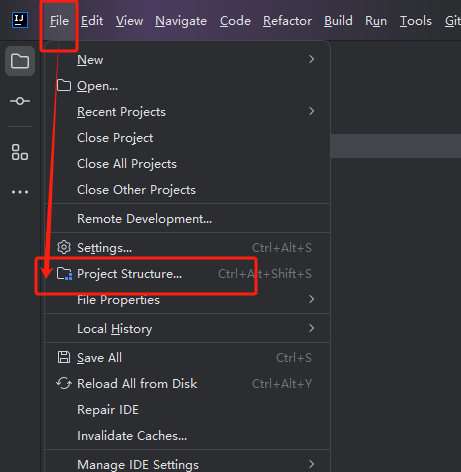 IJ File Edit View Navigate Code Refactor Build Run Tools Git
New
Open...
Recent Projects
Close Project
Close All Projects
Close Other Projects
Remote Development...
Settings... Ctrl+Alt+S
Project Structure... Ctrl+Alt+Shift+S
File Properties
Local History
Save All Ctrl+S
Reload All from Disk Ctrl+Alt+Y
Repair IDE
Invalidate Caches...
Manage IDE Settings